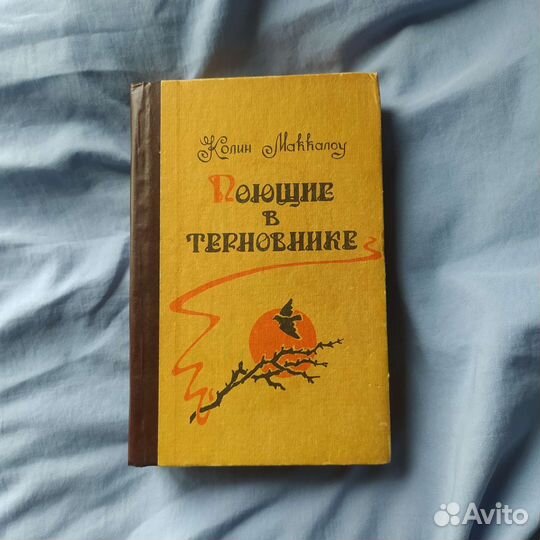 Колин Маккалоу
Поющие
в
терновнике
Avito